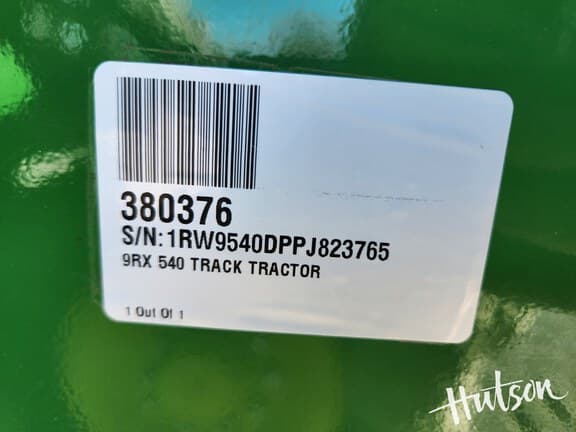 380376
S/N: 1RW9540DPPJ823765
9RX 540 TRACK TRACTOR
1 Out Of 1
Hutson